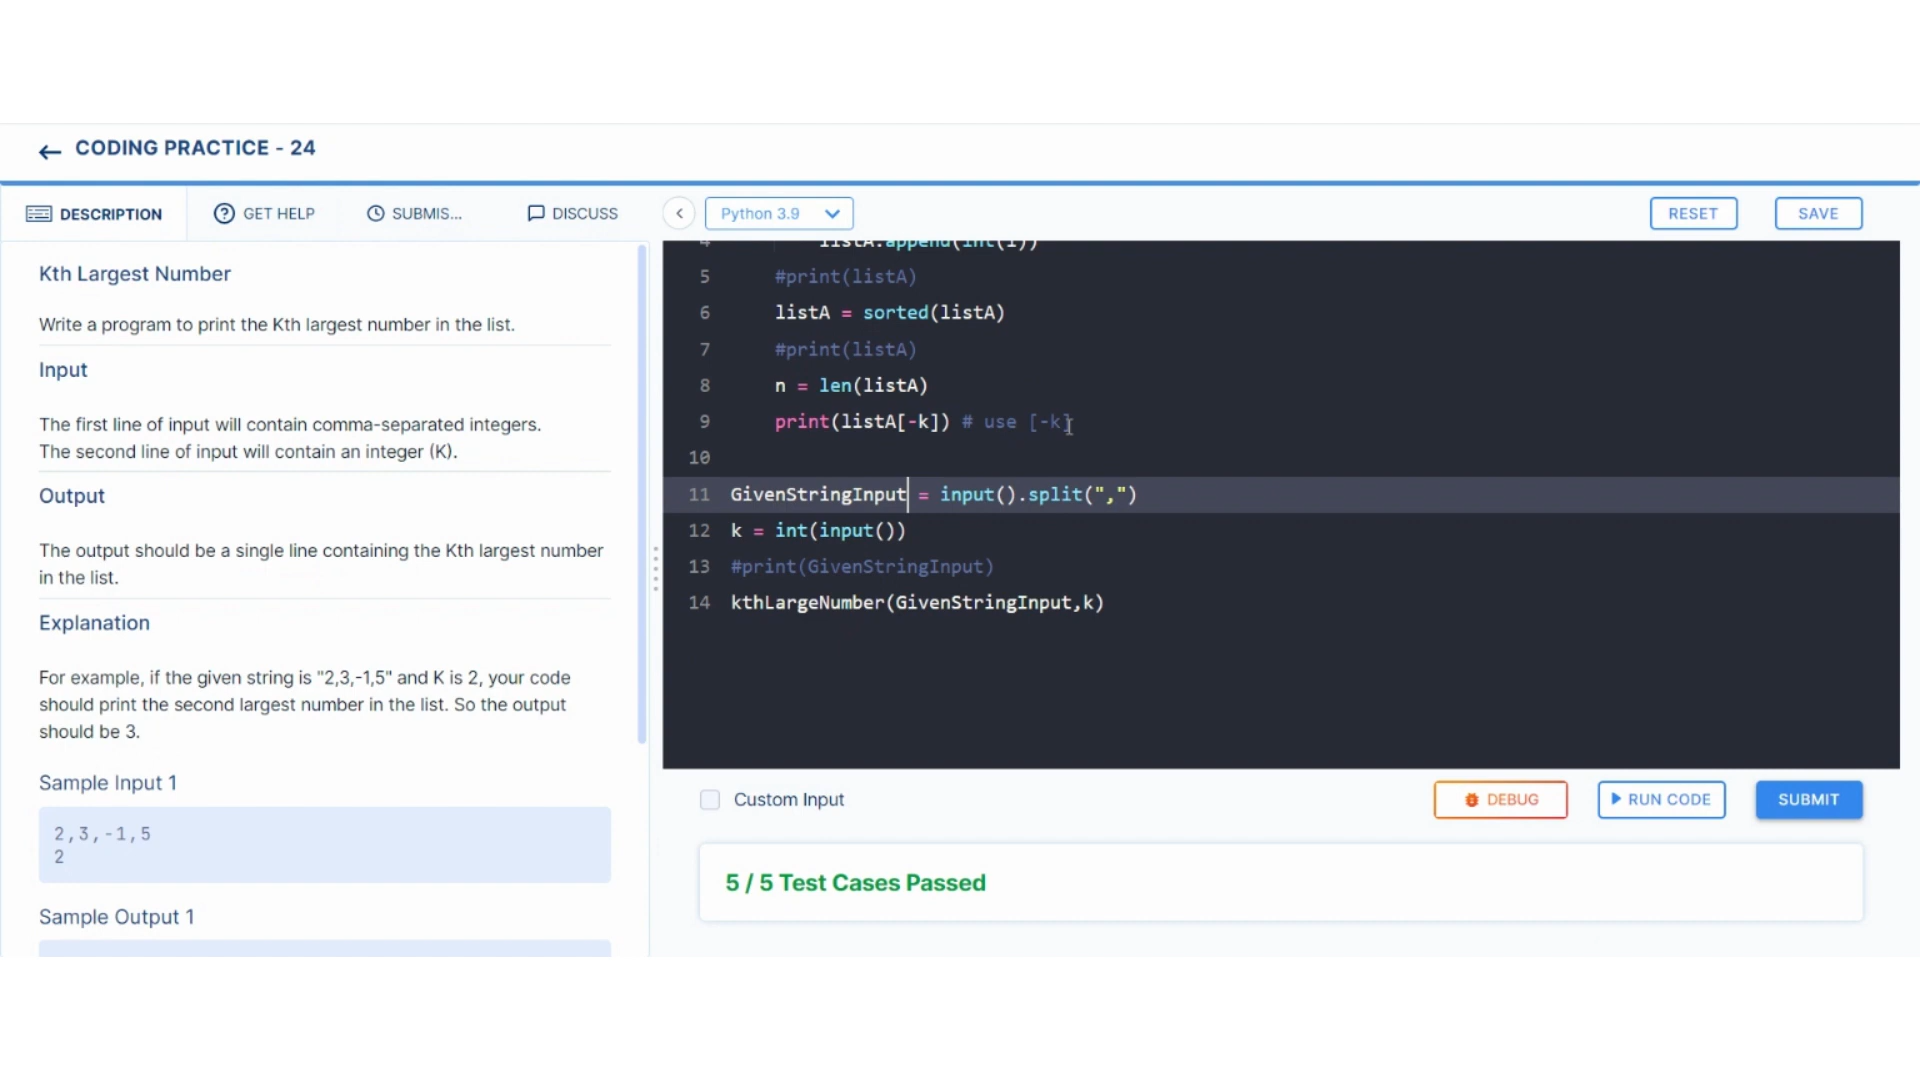 CODING PRACTICE - 24
DESCRIPTION
GET HELP
SUBMIS...
DISCUSS
Python 3.9
RESET
SAVE
Kth Largest Number
Write a program to print the Kth largest number in the list.
Input
The first line of input will contain comma-separated integers.
The second line of input will contain an integer (K).
Output
The output should be a single line containing the Kth largest number
in the list.
Explanation
For example, if the given string is "2,3,-1,5" and K is 2, your code
should print the second largest number in the list. So the output
should be 3.
Sample Input 1
2,3,-1,5
2
Sample Output 1
4 listA.append(int(i))
5 #print(listA)
6 listA = sorted(listA)
7 #print(listA)
8 n = len(listA)
9 print(listA[-k]) # use [-k]
10
11 GivenStringInput = input().split(",")
12 k = int(input())
13 #print(GivenStringInput)
14 kthLargeNumber(GivenStringInput,k)
Custom Input
DEBUG
RUN CODE
SUBMIT
5 / 5 Test Cases Passed